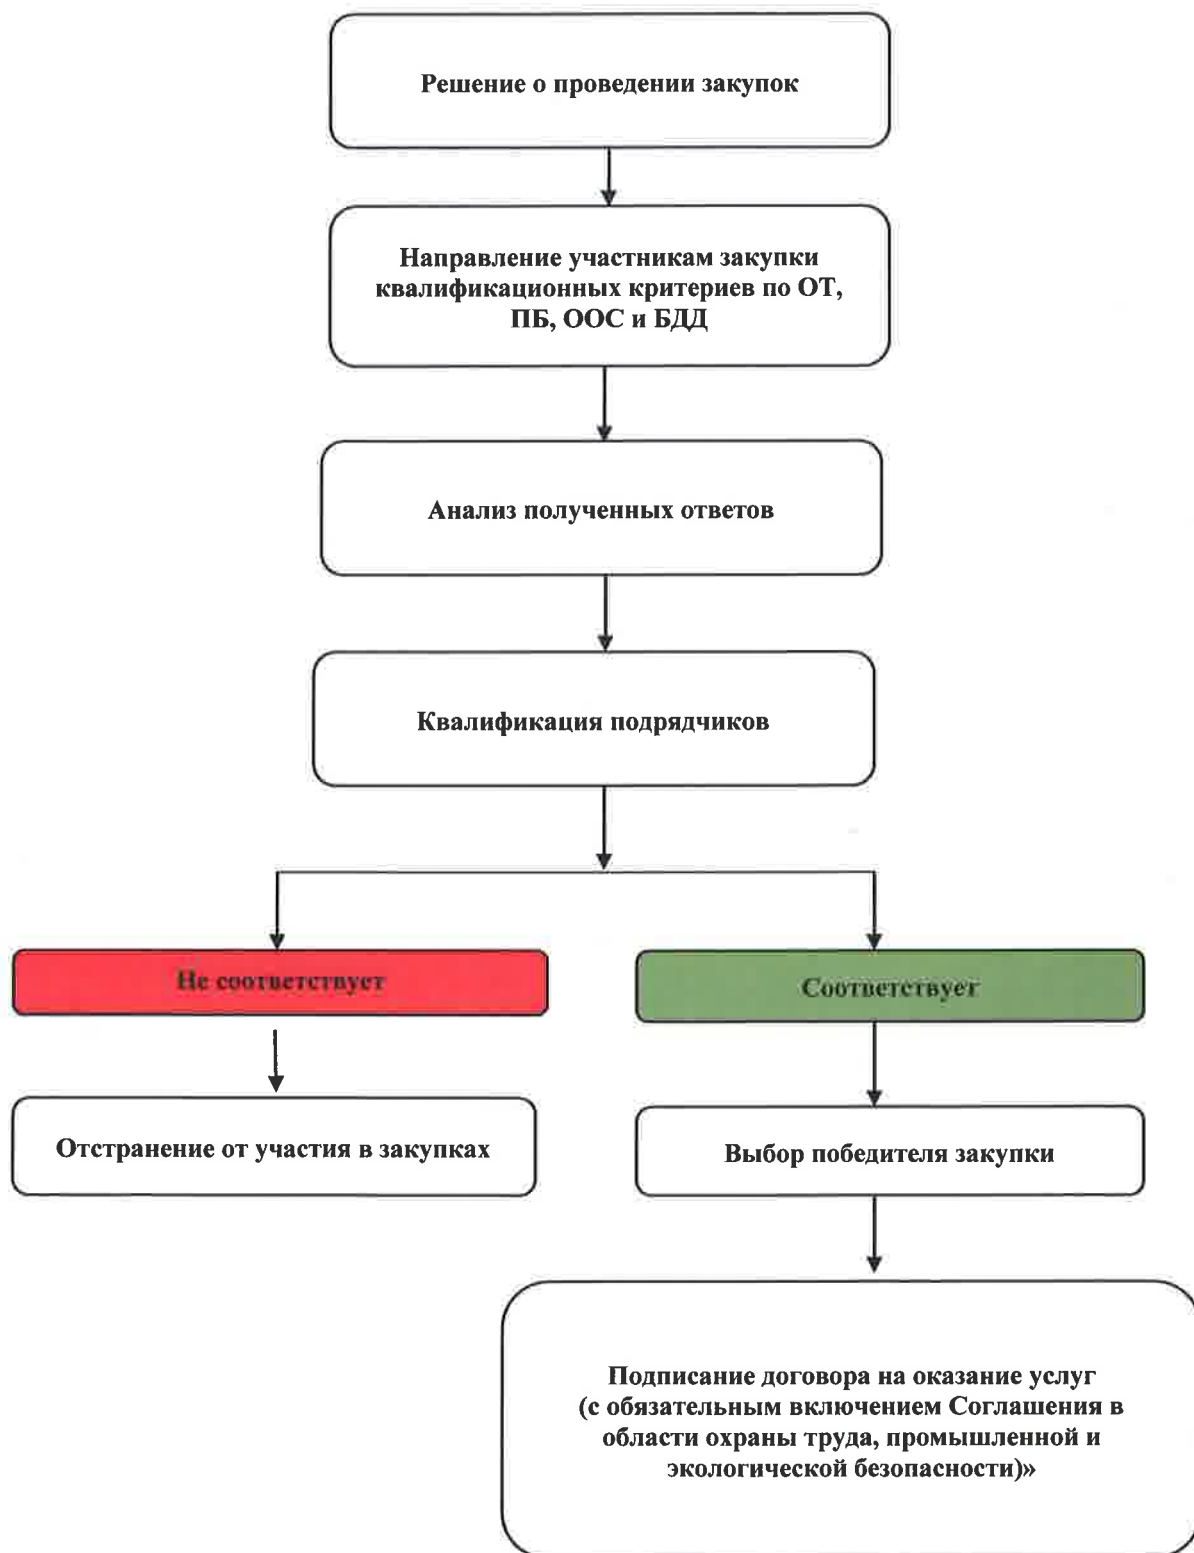 Решение о проведении закупок
Направление участникам закупки
квалификационных критериев по ОТ,
ПБ, ООС и БДД
Анализ полученных ответов
Квалификация подрядчиков
Не соответствует
Соответствует
Отстранение от участия в закупках
Выбор победителя закупки
Подписание договора на оказание услуг
(с обязательным включением Соглашения в
области охраны труда, промышленной и
экологической безопасности)»